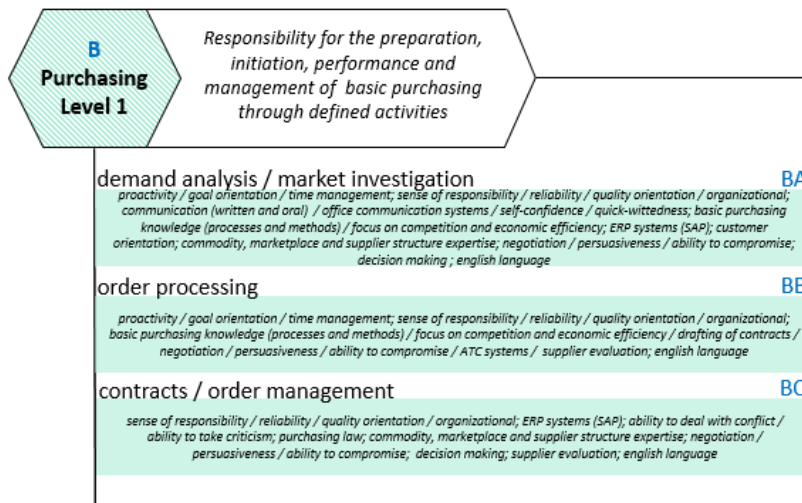 B
Purchasing
Level 1
Responsibility for the preparation,
initiation, performance and
management of basic purchasing
through defined activities
demand analysis / market investigation
BA
proactivity / goal orientation / time management; sense of responsibility / reliability / quality orientation / organizational;
communication (written and oral) / office communication systems / self-confidence / quick-wittedness; basic purchasing
knowledge (processes and methods) / focus on competition and economic efficiency; ERP systems (SAP); customer
orientation; commodity, marketplace and supplier structure expertise; negotiation / persuasiveness / ability to compromise;
decision making ; english language
order processing
BB
proactivity / goal orientation / time management; sense of responsibility / reliability / quality orientation / organizational;
basic purchasing knowledge (processes and methods) / focus on competition and economic efficiency / drafting of contracts /
negotiation / persuasiveness / ability to compromise / ATC systems / supplier evaluation; english language
contracts / order management
BC
sense of responsibility / reliability / quality orientation / organizational; ERP systems (SAP); ability to deal with conflict /
ability to take criticism; purchasing law; commodity, marketplace and supplier structure expertise; negotiation /
persuasiveness / ability to compromise; decision making; supplier evaluation; english language